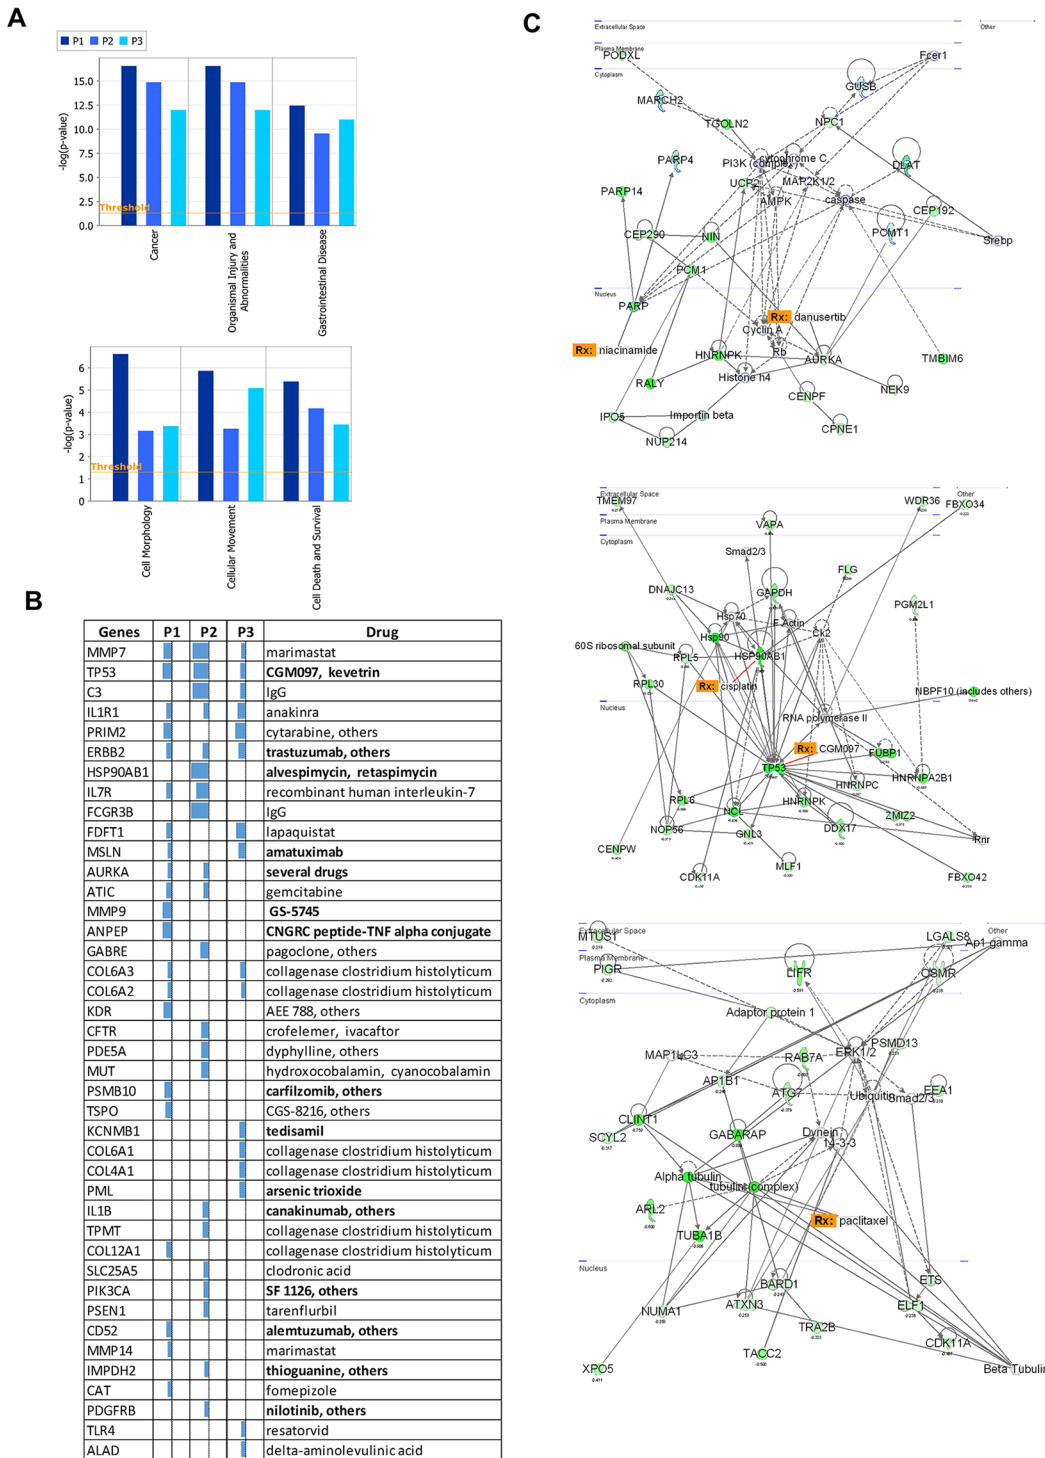 A
P1 P2 P3
-log(p-value)
15.0
12.5
10.0
7.5
5.0
2.5
0.0
Threshold
Cancer
Organismal Injury and
Abnormalities
Gastrointestinal Disease
-log(p-value)
6
5
4
3
2
1
0
Threshold
Cell Morphology
Cellular Movement
Cell Death and Survival
B
Genes P1 P2 P3 Drug
MMP7 marimastat
TP53 CGM097, kevetrin
C3 IgG
IL1R1 anakinra
PRIM2 cytarabine, others
ERBB2 trastuzumab, others
HSP90AB1 alvespimycin, retaspimycin
IL7R recombinant human interleukin-7
FCGR3B IgG
FDFT1 lapaquistat
MSLN amatuximab
AURKA several drugs
ATIC gemcitabine
MMP9 GS-5745
ANPEP CNGRC peptide-TNF alpha conjugate
GABRE pagoclone, others
COL6A3 collagenase clostridium histolyticum
COL6A2 collagenase clostridium histolyticum
KDR AEE 788, others
CFTR crofelemer, ivacaftor
PDE5A dyphylline, others
MUT hydroxocobalamin, cyanocobalamin
PSMB10 carfilzomib, others
TSPO CGS-8216, others
KCNMB1 tedisamil
COL6A1 collagenase clostridium histolyticum
COL4A1 collagenase clostridium histolyticum
PML arsenic trioxide
IL1B canakinumab, others
TPMT collagenase clostridium histolyticum
COL12A1 collagenase clostridium histolyticum
SLC25A5 clodronic acid
PIK3CA SF 1126, others
PSEN1 tarenflurbil
CD52 alemtuzumab, others
MMP14 marimastat
IMPDH2 thioguanine, others
CAT fomepizole
PDGFRB nilotinib, others
TLR4 resatorvid
ALAD delta-aminolevulinic acid
C
Extracellular Space Other
Plasma Membrane
PODXL Fcer1
Cytoplasm
GUSB
MARCH2
TGOLN2 NPC1
PARP4 PI3K (complex) cytochrome C DLAT
UCP MAP2K1/2
PARP14 AMPK caspase
CEP192
CEP290 NIN PCMT1
Srebp
PCM1
Nucleus
PARP
Rx: danusertib
Cyclin A
Rx: niacinamide HNRNPK Rb AURKA TMBIM6
RALY Histone h4
CENPF NEK9
IPO5 Importin beta
NUP214 CPNE1
Extracellular Space Other
TMEM97 WDR36 FBXO34
Plasma Membrane
VAPA
Cytoplasm
Smad2/3
FLG
DNAJC13 GAPDH
PGM2L1
Hsp70 F Actin
Hsp90 Ck2
60S ribosomal subunit
RPL5 HSP90AB1
RPL30 Rx: cisplatin
NBPF10 (includes others)
Nucleus
RNA polymerase II
Rx: CGM097
TP53 FUBP1
HNRNPC HNRNPA2B1
RPL6 HNRNPK
NCL ZMIZ2
NOP56 GNL3 DDX17
Rnr
CENPW
MLF1
CDK11A FBXO42
Extracellular Space Other
MTUS1 LGALS8
Ap1 gamma
Plasma Membrane
PIGR LIFR OSMR
Cytoplasm
Adaptor protein 1
MAP1LC3 RAB7A ERK1/2 PSMD13
AP1B1 ATG7 Ubiquitin EEA1
Smad2/3
CLINT1
SCYL2 GABARAP Dynein
14-3-3
Alpha tubulin
tubulin (complex)
ARL2
Rx: paclitaxel
TUBA1B
Nucleus
BARD1 ETS
NUMA1 ATXN3 ELF1
TRA2B
CDK11A
TACC2
XPO5 Beta Tubulin